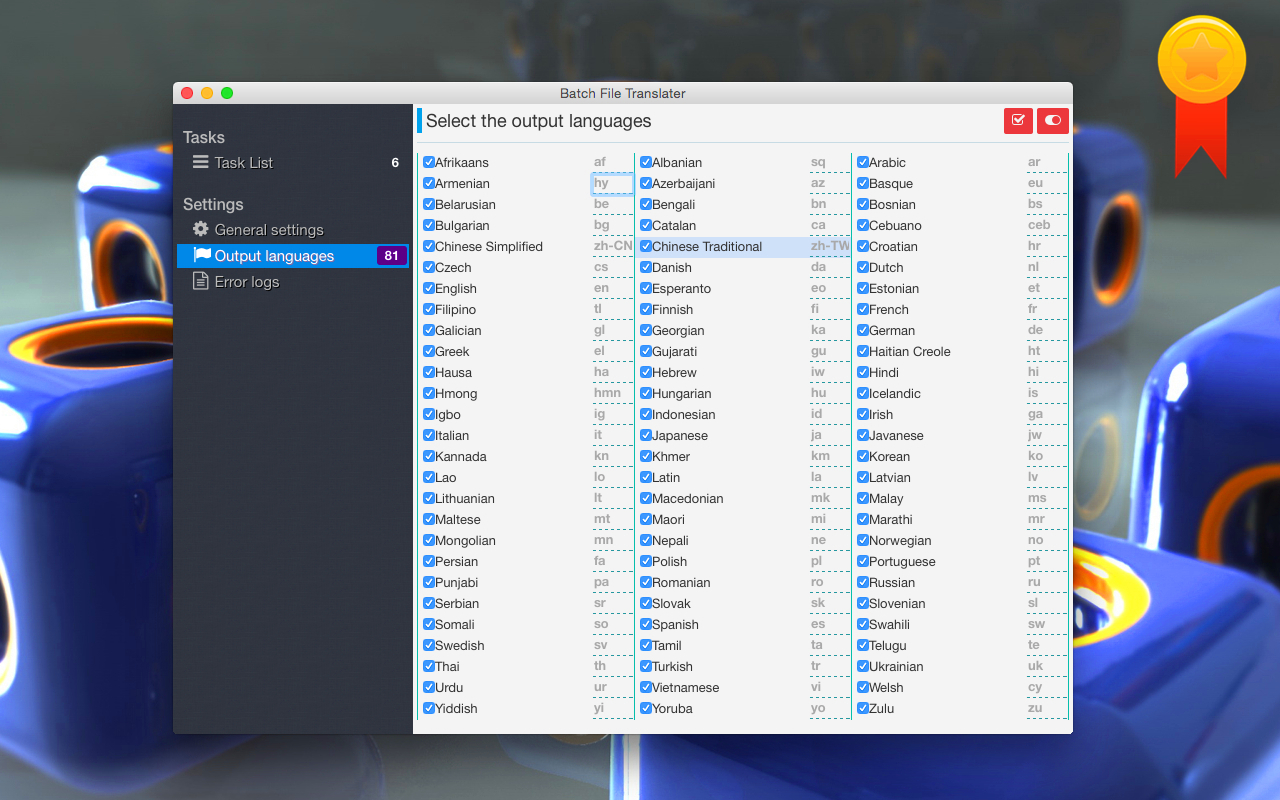 Batch File Translater
Tasks
Task List 6
Settings
General settings
Output languages 81
Error logs
Select the output languages
Afrikaans af Albanian sq Arabic ar
Armenian hy Azerbaijani az Basque eu
Belarusian be Bengali bn Bosnian bs
Bulgarian bg Catalan ca Cebuano ceb
Chinese Simplified zh-CN Chinese Traditional zh-TW Croatian hr
Czech cs Danish da Dutch nl
English en Esperanto eo Estonian et
Filipino tl Finnish fi French fr
Galician gl Georgian ka German de
Greek el Gujarati gu Haitian Creole ht
Hausa ha Hebrew iw Hindi hi
Hmong hmn Hungarian hu Icelandic is
Igbo ig Indonesian id Irish ga
Italian it Japanese ja Javanese jw
Kannada kn Khmer km Korean ko
Lao lo Latin la Latvian lv
Lithuanian lt Macedonian mk Malay ms
Maltese mt Maori mi Marathi mr
Mongolian mn Nepali ne Norwegian no
Persian fa Polish pl Portuguese pt
Punjabi pa Romanian ro Russian ru
Serbian sr Slovak sk Slovenian sl
Somali so Spanish es Swahili sw
Swedish sv Tamil ta Telugu te
Thai th Turkish tr Ukrainian uk
Urdu ur Vietnamese vi Welsh cy
Yiddish yi Yoruba yo Zulu zu